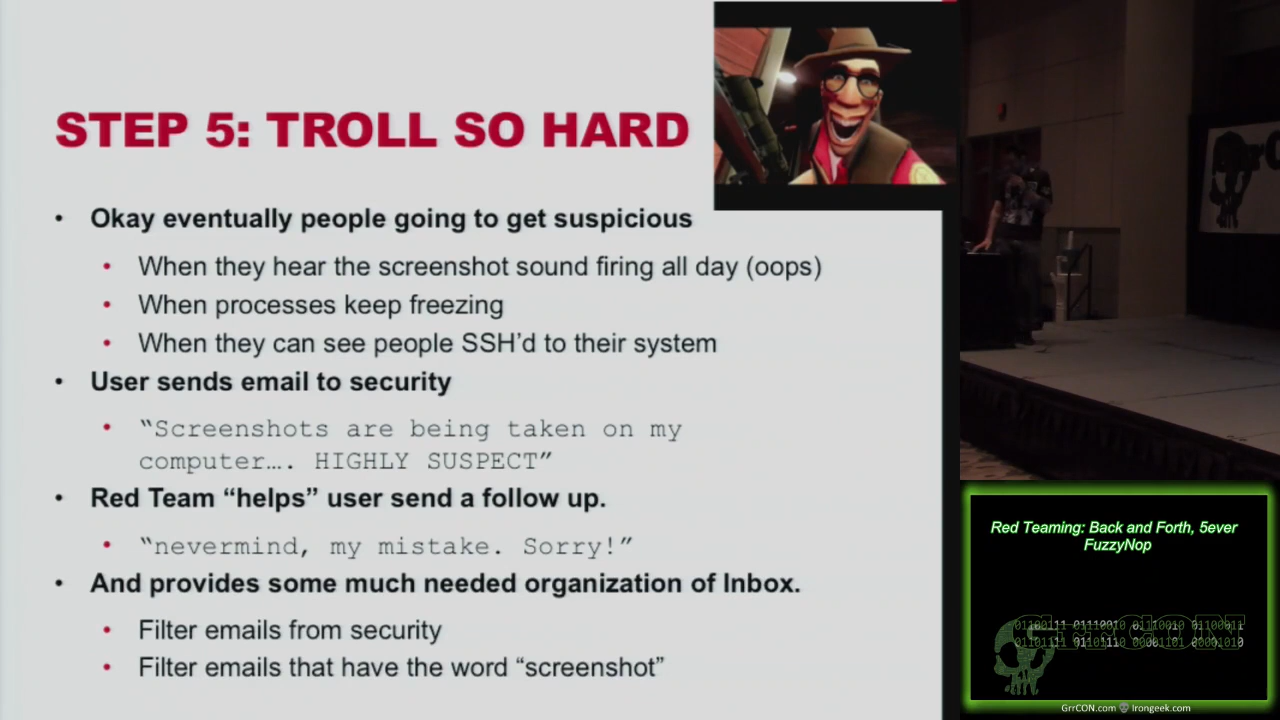 STEP 5: TROLL SO HARD
• Okay eventually people going to get suspicious
• When they hear the screenshot sound firing all day (oops)
• When processes keep freezing
• When they can see people SSH’d to their system
• User sends email to security
• “Screenshots are being taken on my
computer…. HIGHLY SUSPECT”
• Red Team “helps” user send a follow up.
• “nevermind, my mistake. Sorry!”
• And provides some much needed organization of Inbox.
• Filter emails from security
• Filter emails that have the word “screenshot”
Red Teaming: Back and Forth, 5ever
FuzzyNop
GrrCON
GrrCON.com Irongeek.com